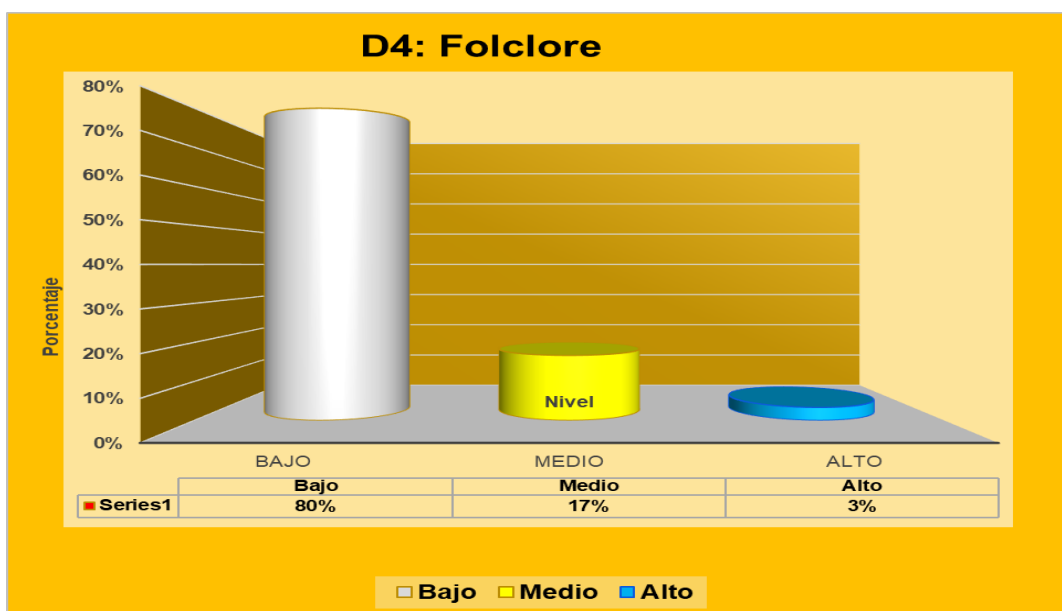 D4: Folclore
80%
70%
60%
50%
40%
30%
20%
10%
0%
Porcentaje
Nivel
BAJO MEDIO ALTO
Bajo Medio Alto
Series1 80% 17% 3%
Bajo Medio Alto